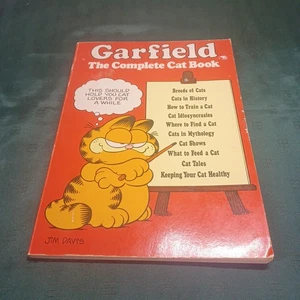 Garfield
The Complete Cat Book
THIS SHOULD
HOLD YOU CAT
LOVERS FOR
A WHILE
Breeds of Cats
Cats in History
How to Train a Cat
Cat Idiosyncrasies
Where to Find a Cat
Cats in Mythology
Cat Shows
What to Feed a Cat
Cat Tales
Keeping Your Cat Healthy
JIM DAVIS